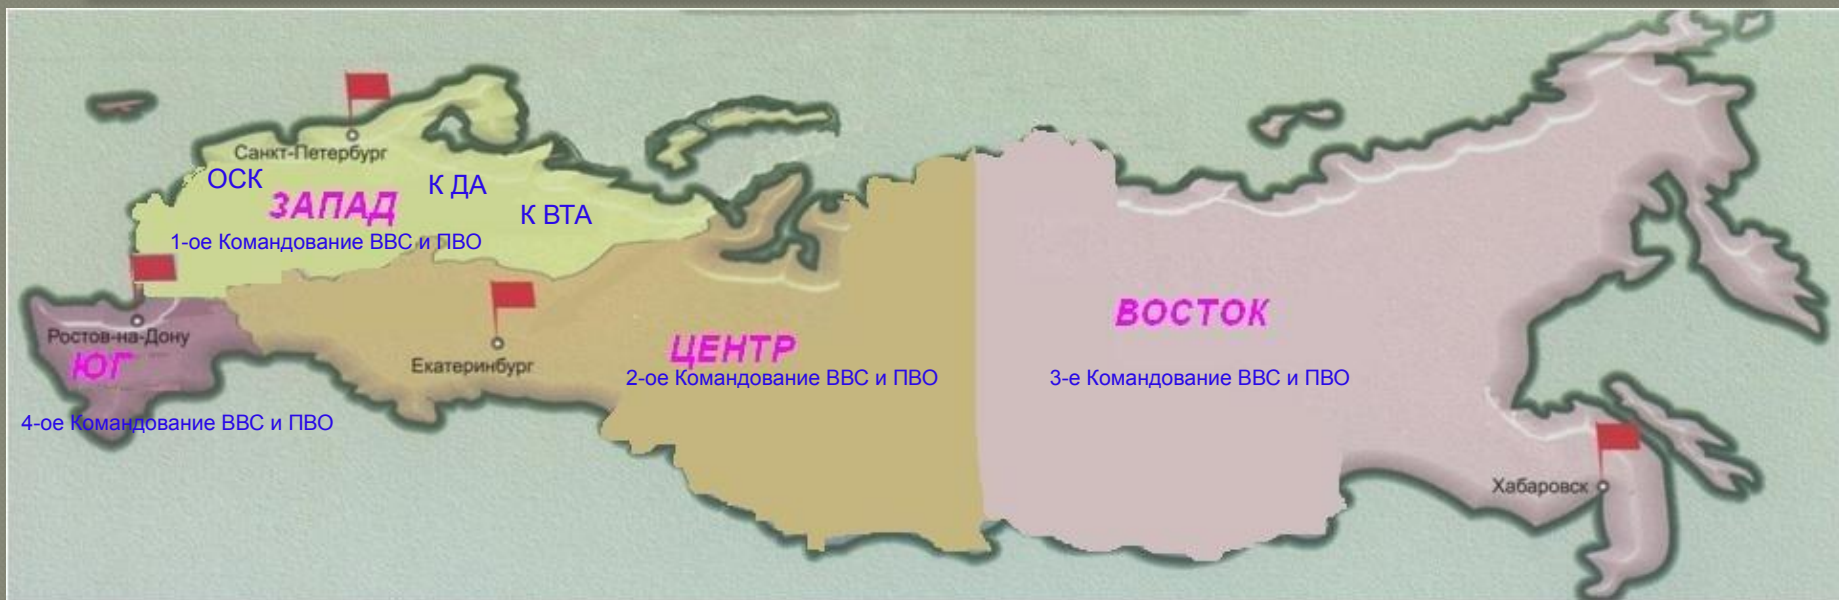 Санкт-Петербург
ОСК
К ДА
ЗАПАД
К ВТА
1-ое Командование ВВС и ПВО
Ростов-на-Дону
ЮГ
4-ое Командование ВВС и ПВО
Екатеринбург
ЦЕНТР
2-ое Командование ВВС и ПВО
ВОСТОК
3-е Командование ВВС и ПВО
Хабаровск